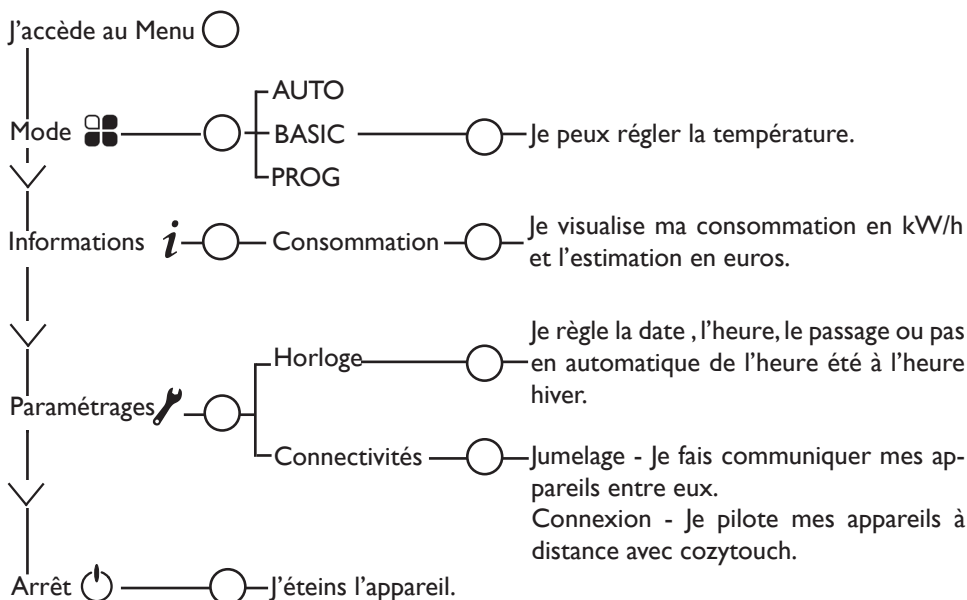 J'accède au Menu
AUTO
Mode
BASIC
Je peux régler la température.
PROG
Informations i
Consommation
Je visualise ma consommation en kW/h
et l'estimation en euros.
Horloge
Je règle la date , l'heure, le passage ou pas
en automatique de l'heure été à l'heure
hiver.
Paramétrages
Connectivités
Jumelage - Je fais communiquer mes ap-
pareils entre eux.
Connexion - Je pilote mes appareils à
distance avec cozytouch.
Arrêt
J'éteins l'appareil.